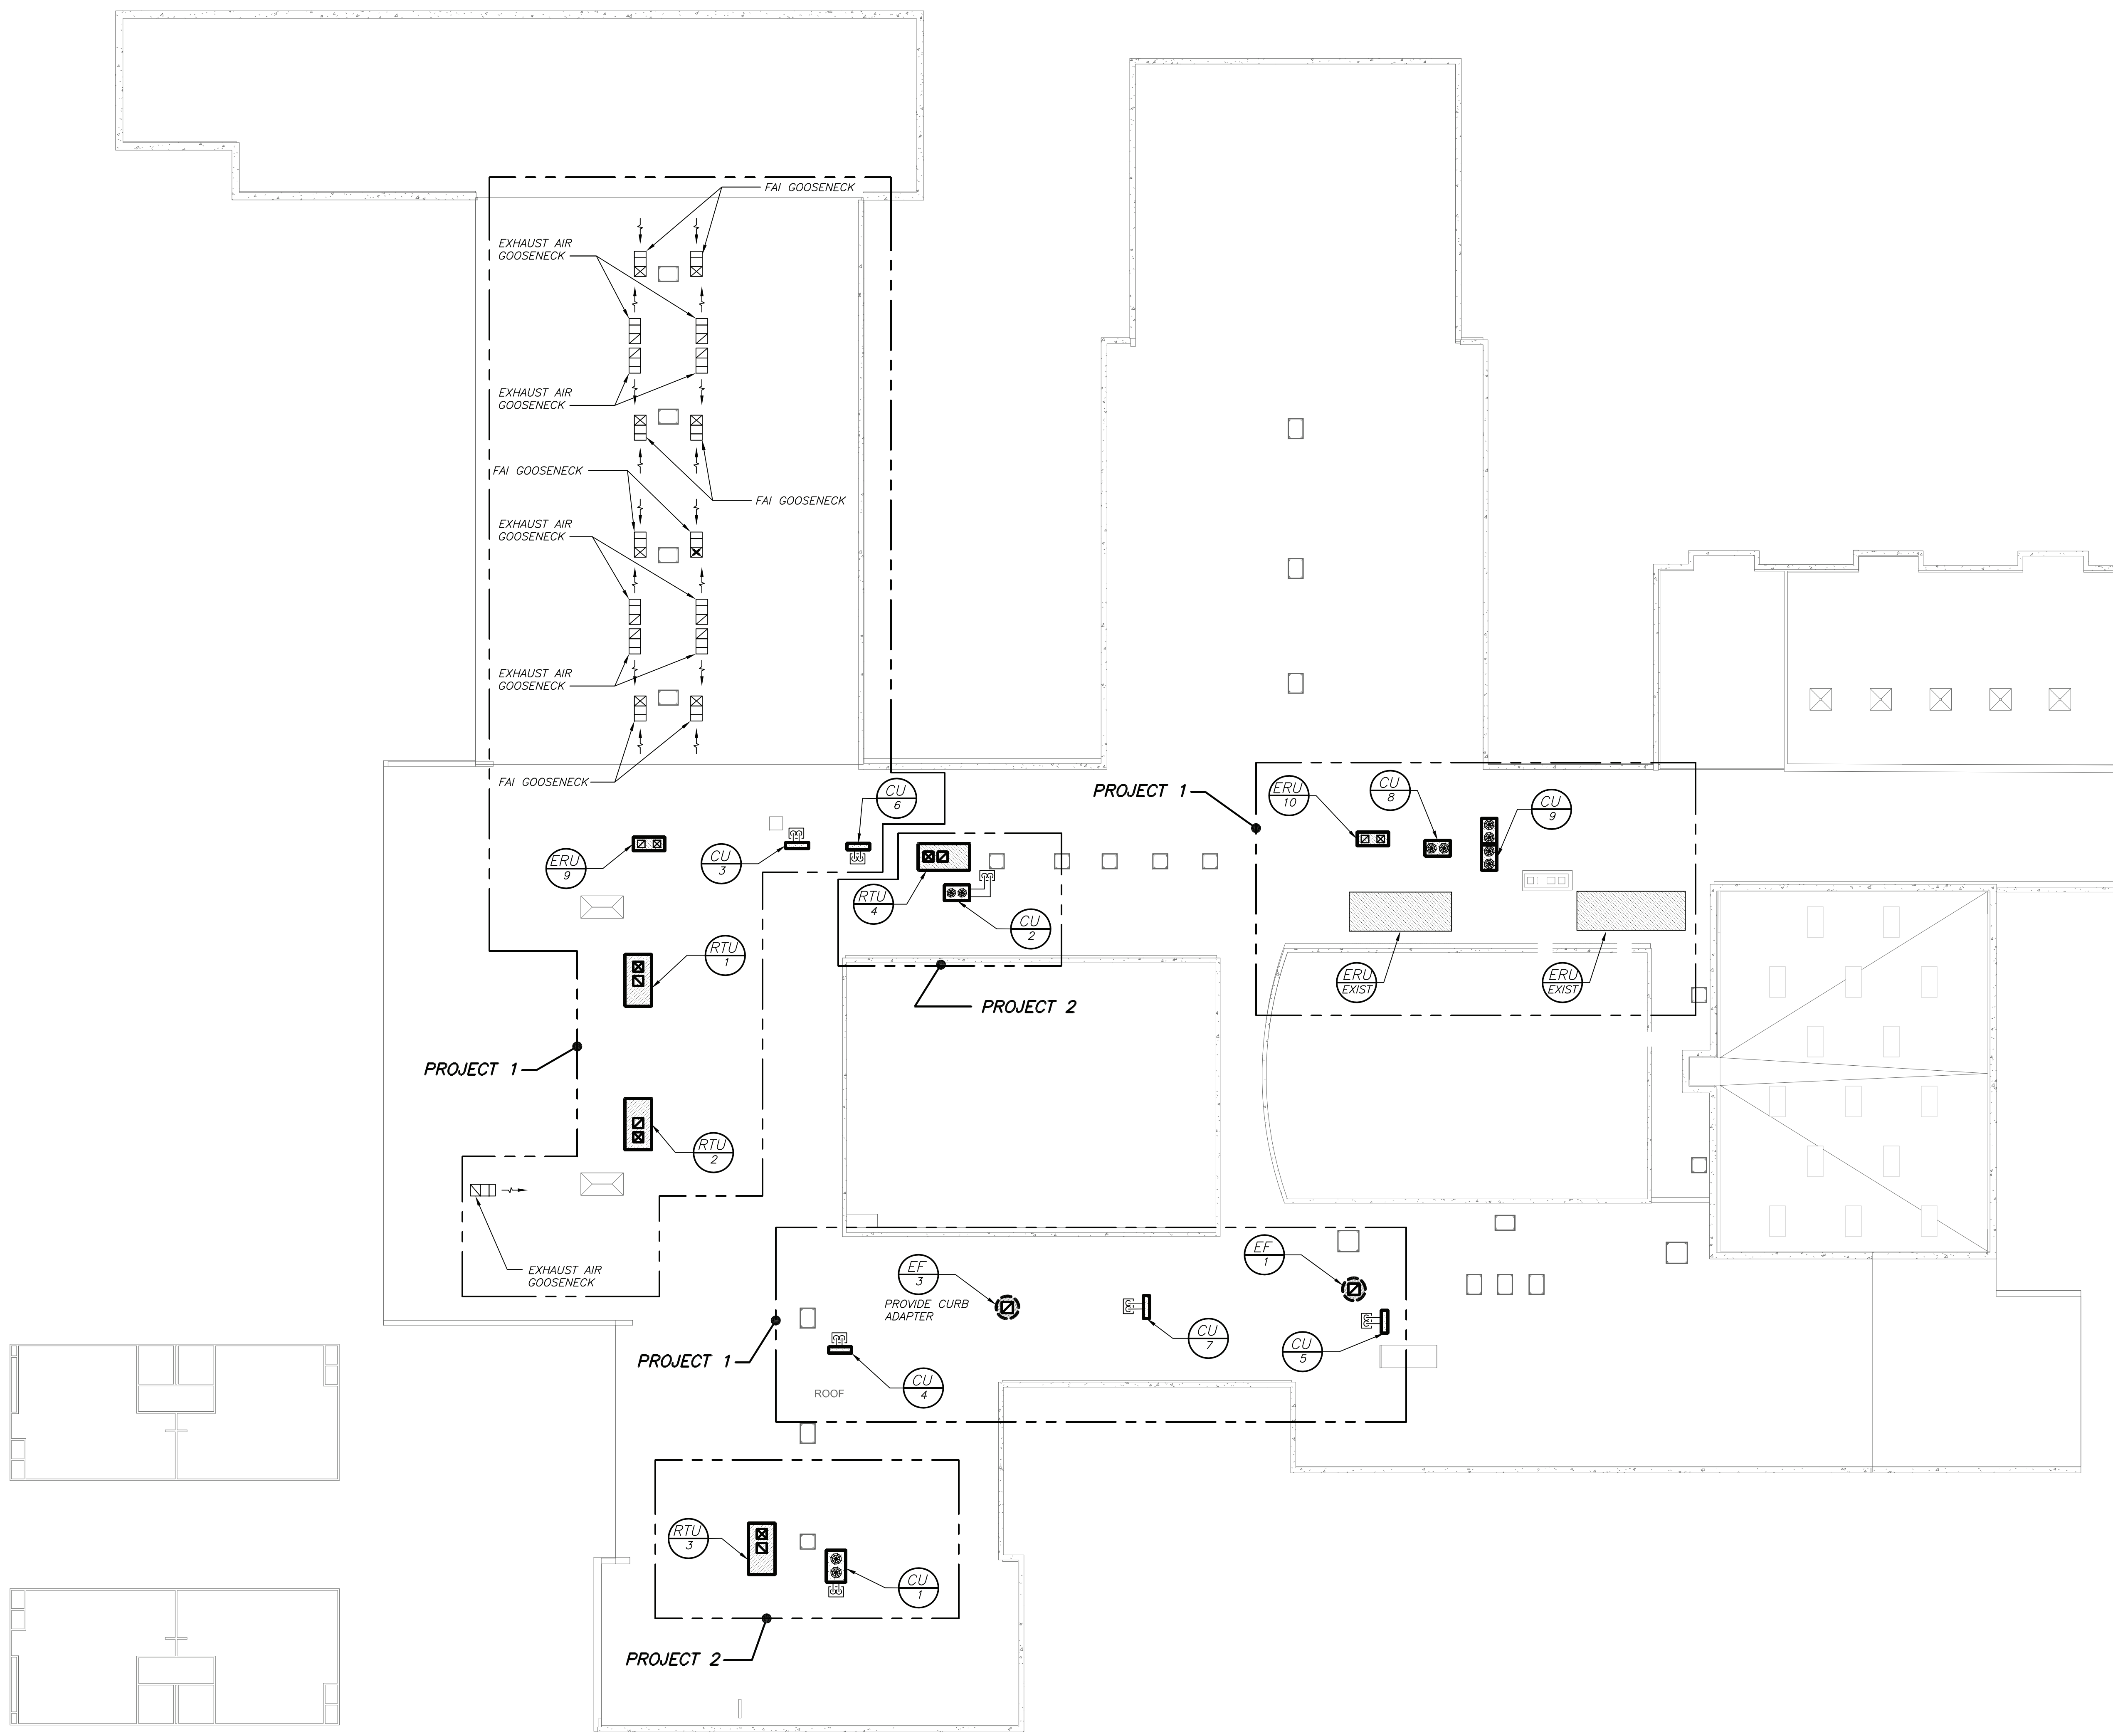 FAI GOOSENECK
EXHAUST AIR
GOOSENECK
EXHAUST AIR
GOOSENECK
FAI GOOSENECK
FAI GOOSENECK
EXHAUST AIR
GOOSENECK
EXHAUST AIR
GOOSENECK
FAI GOOSENECK
CU
6
PROJECT 1
ERU
10
CU
8
CU
9
ERU
9
CU
3
RTU
4
CU
2
RTU
1
ERU
EXIST
ERU
EXIST
PROJECT 2
PROJECT 1
RTU
2
EXHAUST AIR
GOOSENECK
EF
3
PROVIDE CURB
ADAPTER
EF
1
CU
7
CU
5
PROJECT 1
CU
4
ROOF
RTU
3
CU
1
PROJECT 2